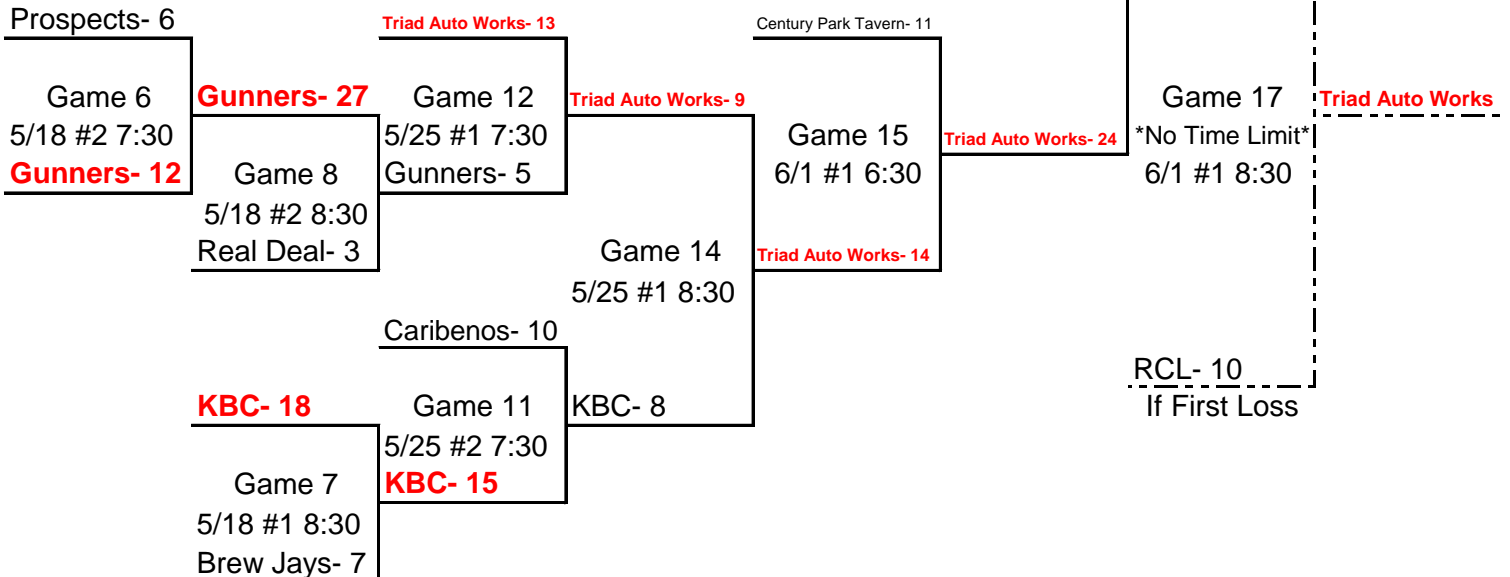 Prospects- 6
Triad Auto Works- 13
Century Park Tavern- 11
Game 6
Gunners- 27
Game 12
Triad Auto Works- 9
Game 17
Triad Auto Works
5/18 #2 7:30
5/25 #1 7:30
Game 15
Triad Auto Works- 24
*No Time Limit*
Gunners- 12
Game 8
Gunners- 5
6/1 #1 6:30
6/1 #1 8:30
5/18 #2 8:30
Real Deal- 3
Game 14
Triad Auto Works- 14
5/25 #1 8:30
Caribenos- 10
RCL- 10
KBC- 18
Game 11
KBC- 8
If First Loss
5/25 #2 7:30
Game 7
KBC- 15
5/18 #1 8:30
Brew Jays- 7